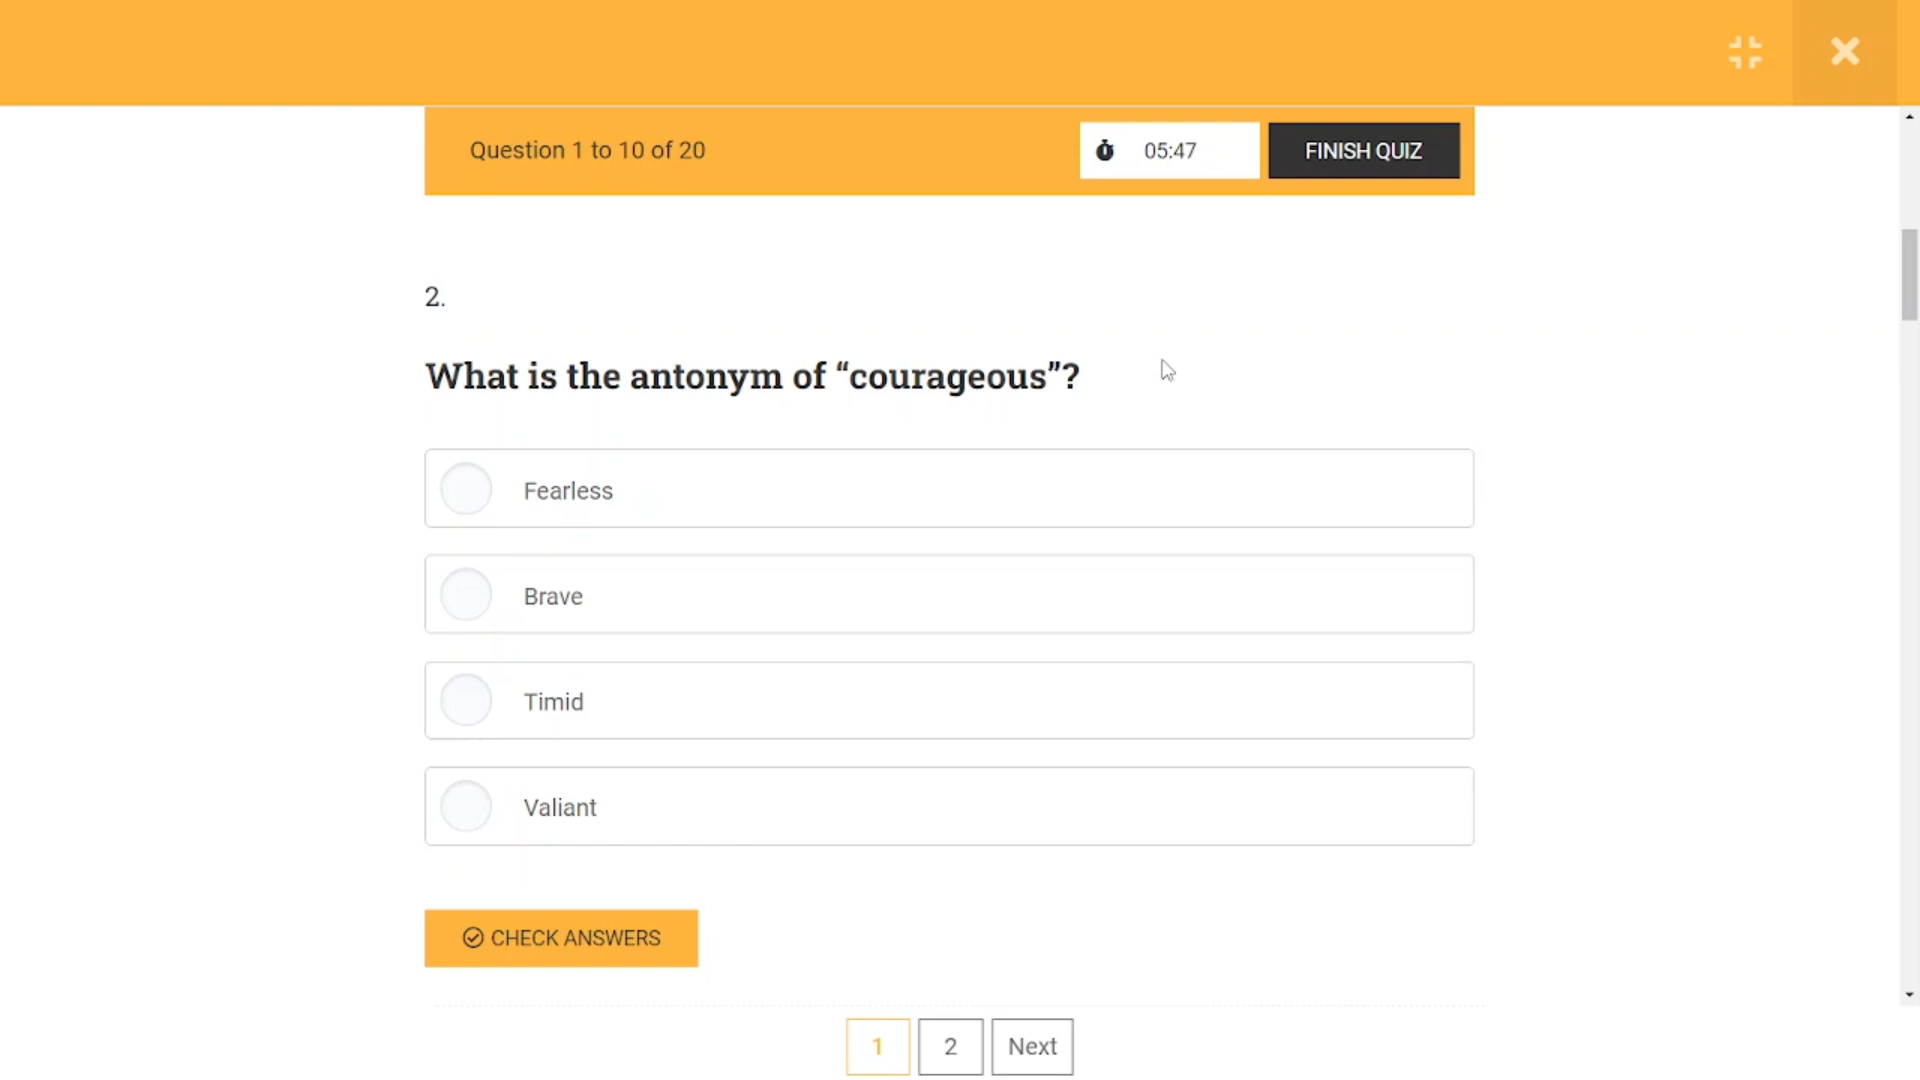 Question 1 to 10 of 20
05:47
FINISH QUIZ
2.
What is the antonym of “courageous”?
Fearless
Brave
Timid
Valiant
CHECK ANSWERS
1
2
Next